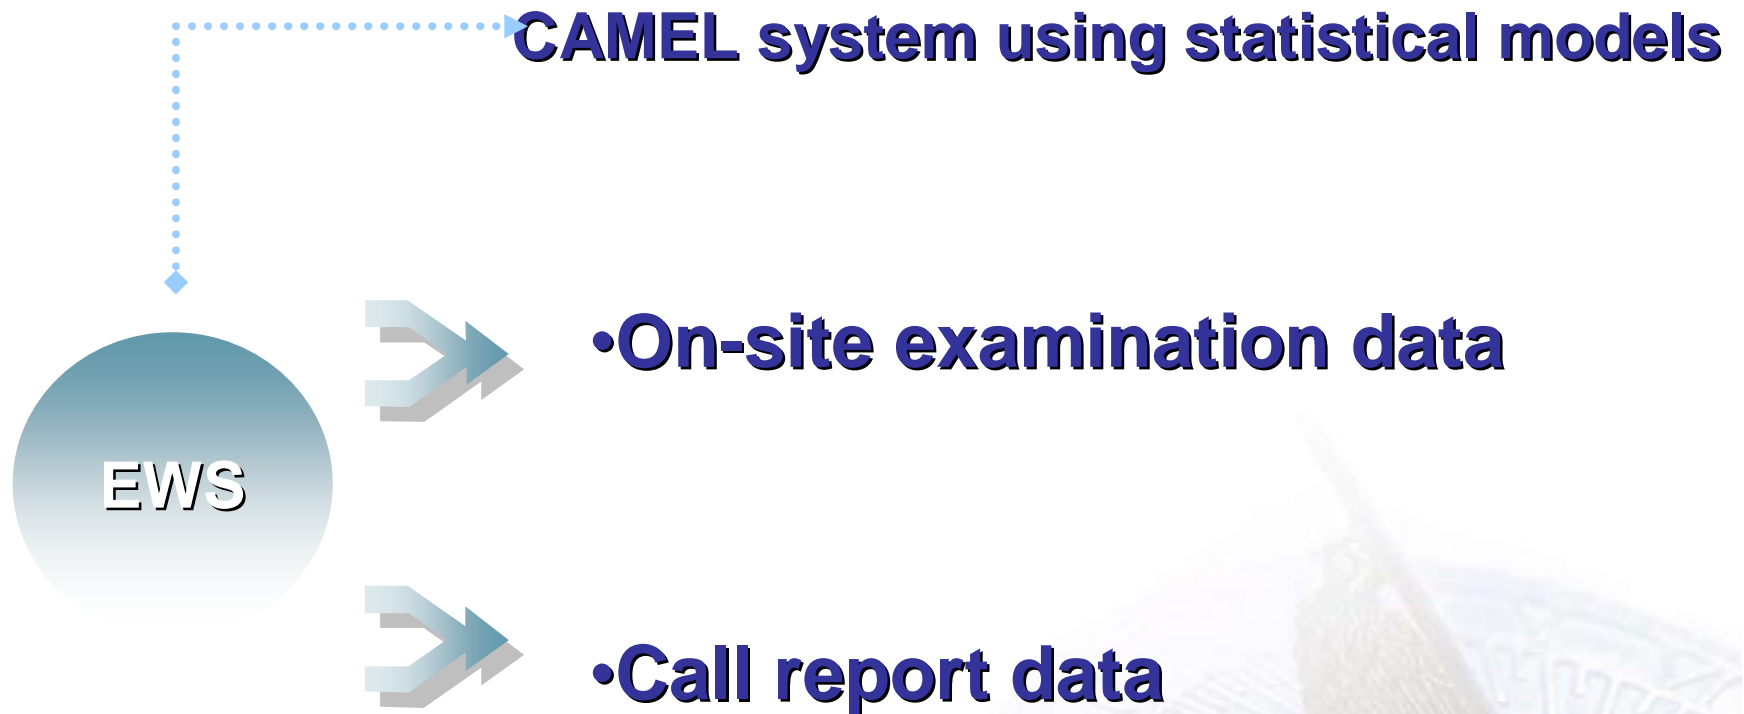 CAMEL system using statistical models
•On-site examination data
EWS
•Call report data